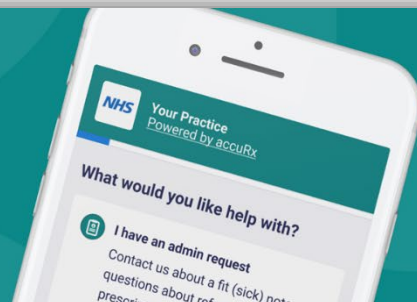 NHS
Your Practice
Powered by accuRx
What would you like help with?
I have an admin request
Contact us about a fit (sick)
questions about